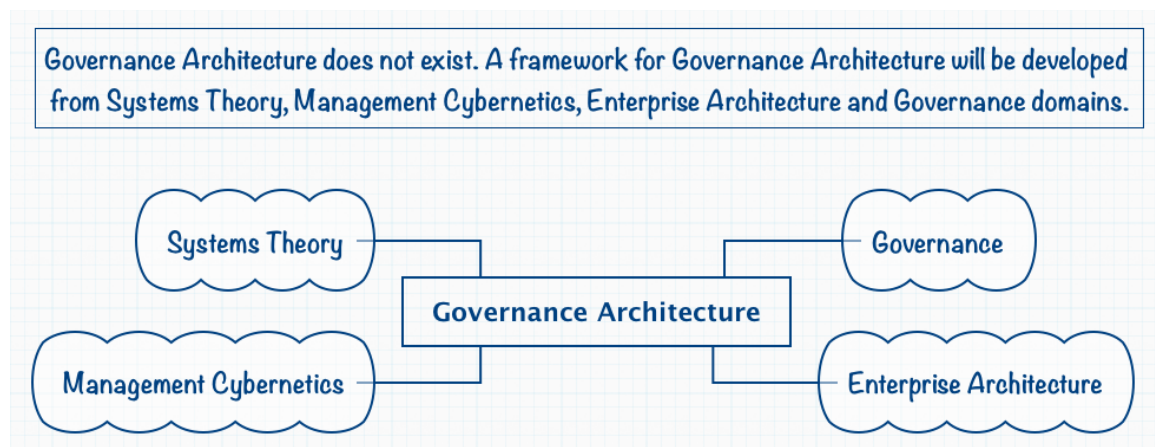 Governance Architecture does not exist. A framework for Governance Architecture will be developed
from Systems Theory, Management Cybernetics, Enterprise Architecture and Governance domains.
Systems Theory
Governance
Governance Architecture
Management Cybernetics
Enterprise Architecture